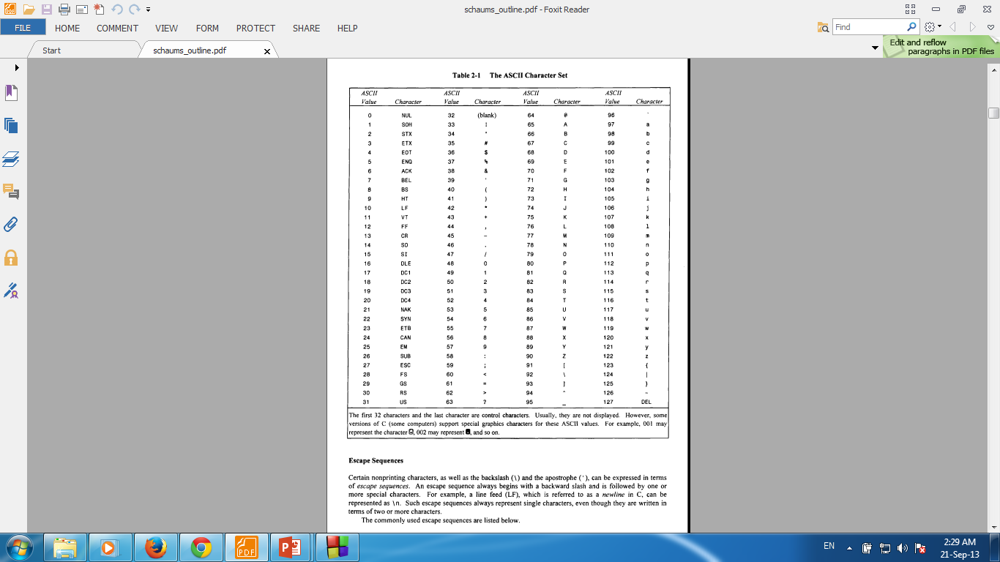 schaums_outline.pdf - Foxit Reader
FILE HOME COMMENT VIEW FORM PROTECT SHARE HELP
Find
Start schaums_outline.pdf
Edit and reflow
paragraphs in PDF files
Table 2-1 The ASCII Character Set
ASCII ASCII ASCII ASCII
Value Character Value Character Value Character Value Character
0 NUL 32 (blank) 64 @ 96 `
1 SOH 33 ! 65 A 97 a
2 STX 34 " 66 B 98 b
3 ETX 35 # 67 C 99 c
4 EOT 36 $ 68 D 100 d
5 ENQ 37 % 69 E 101 e
6 ACK 38 & 70 F 102 f
7 BEL 39 ' 71 G 103 g
8 BS 40 ( 72 H 104 h
9 HT 41 ) 73 I 105 i
10 LF 42 * 74 J 106 j
11 VT 43 + 75 K 107 k
12 FF 44 , 76 L 108 l
13 CR 45 - 77 M 109 m
14 SO 46 . 78 N 110 n
15 SI 47 / 79 O 111 o
16 DLE 48 0 80 P 112 p
17 DC1 49 1 81 Q 113 q
18 DC2 50 2 82 R 114 r
19 DC3 51 3 83 S 115 s
20 DC4 52 4 84 T 116 t
21 NAK 53 5 85 U 117 u
22 SYN 54 6 86 V 118 v
23 ETB 55 7 87 W 119 w
24 CAN 56 8 88 X 120 x
25 EM 57 9 89 Y 121 y
26 SUB 58 : 90 Z 122 z
27 ESC 59 ; 91 [ 123 {
28 FS 60 < 92 \ 124 |
29 GS 61 = 93 ] 125 }
30 RS 62 > 94 ^ 126 ~
31 US 63 ? 95 _ 127 DEL
The first 32 characters and the last character are control characters. Usually, they are not displayed. However, some
versions of C (some computers) support special graphics characters for these ASCII values. For example, 001 may
represent the character ☺, 002 may represent ☻, and so on.
Escape Sequences
Certain nonprinting characters, as well as the backslash (\) and the apostrophe ('), can be expressed in terms
of escape sequences. An escape sequence always begins with a backward slash and is followed by one or
more special characters. For example, a line feed (LF), which is referred to as a newline in C, can be
represented as \n. Such escape sequences always represent single characters, even though they are written in
terms of two or more characters.
The commonly used escape sequences are listed below.
PDF
EN
2:29 AM
21-Sep-13